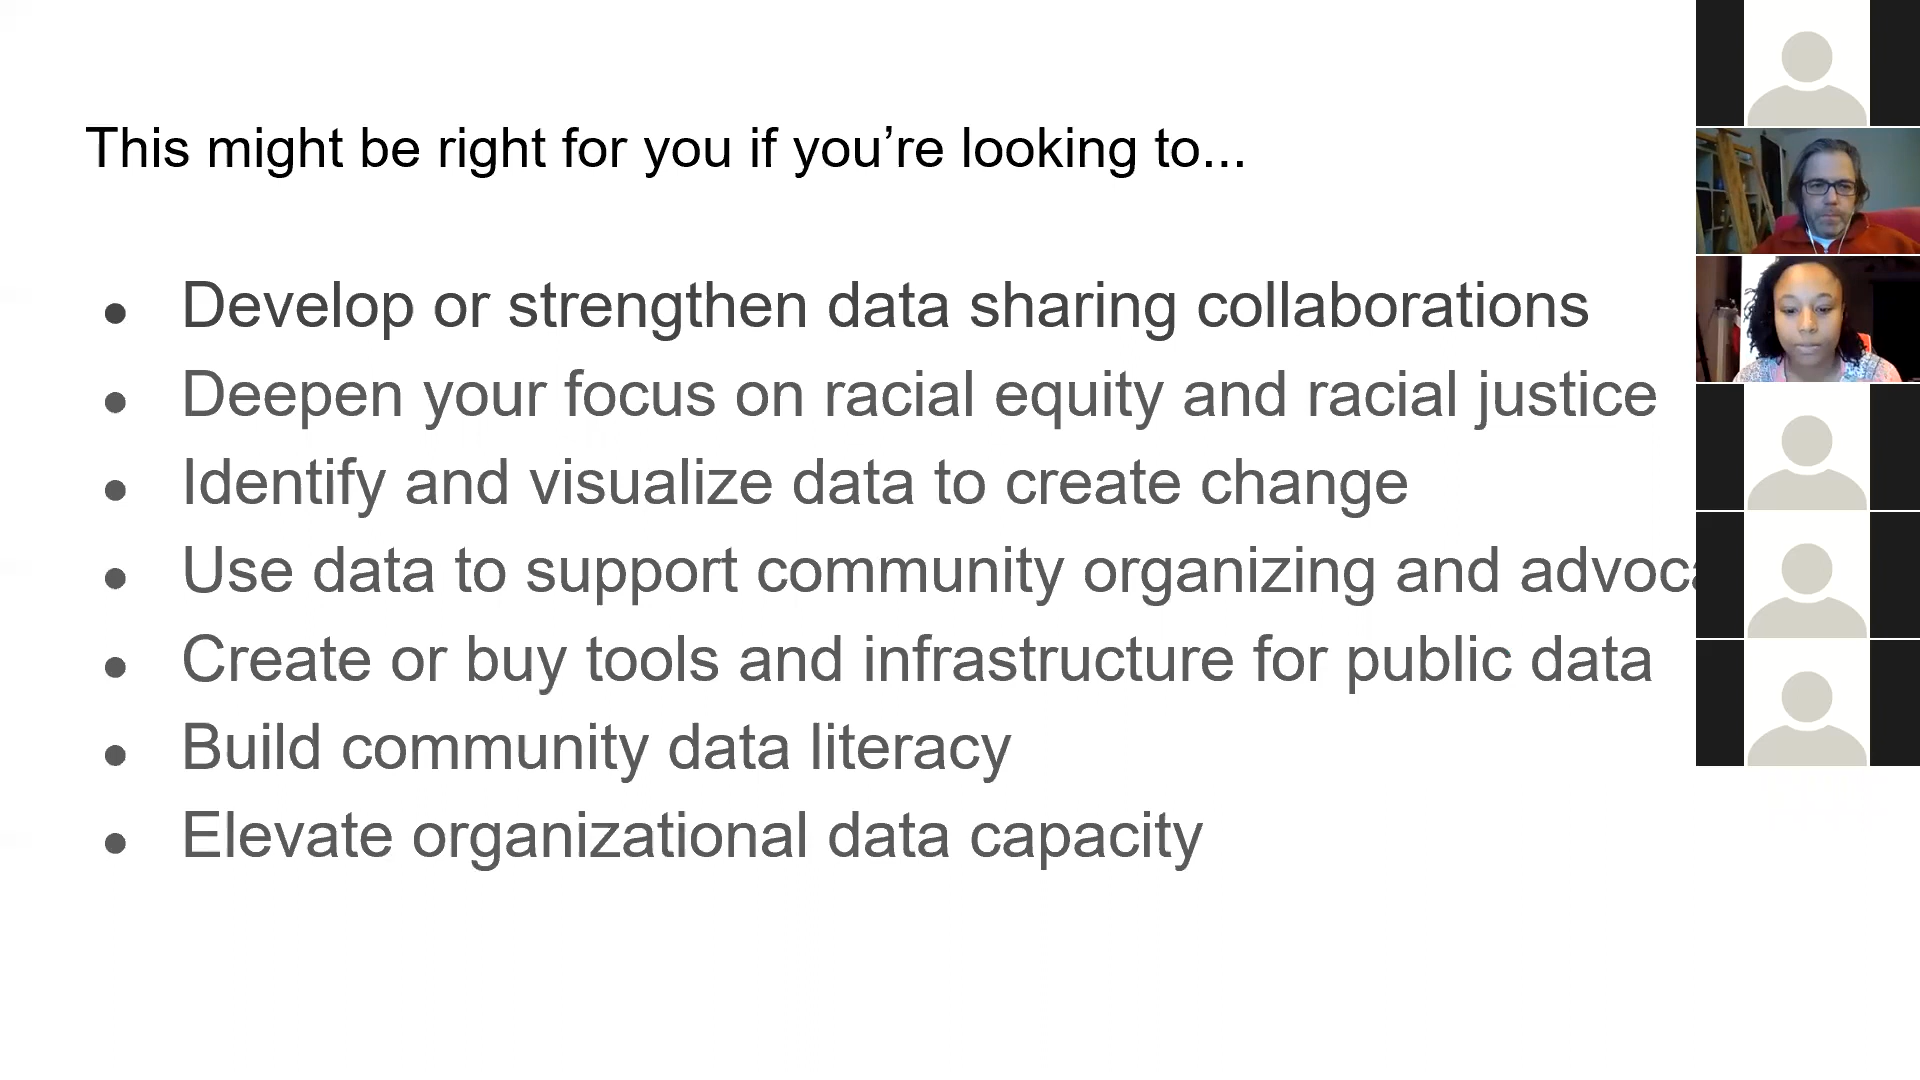 This might be right for you if you’re looking to...
● Develop or strengthen data sharing collaborations
● Deepen your focus on racial equity and racial justice
● Identify and visualize data to create change
● Use data to support community organizing and
● Create or buy tools and infrastructure for public data
● Build community data literacy
● Elevate organizational data capacity